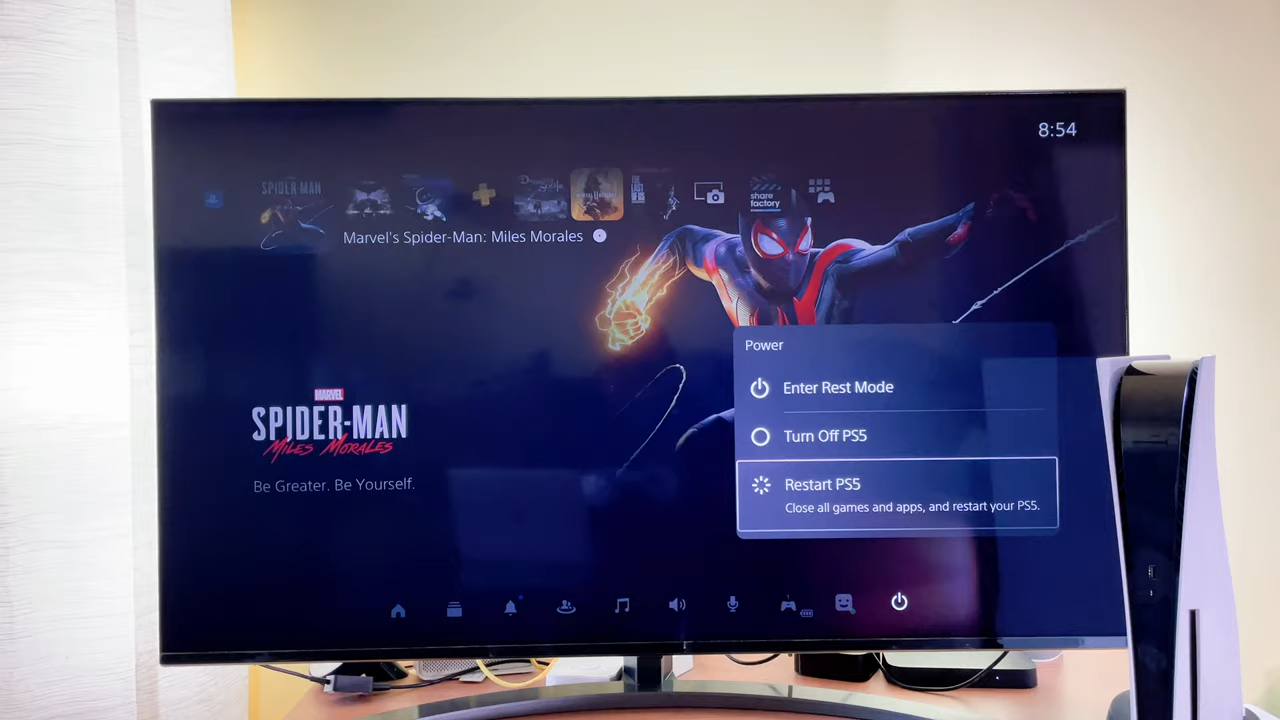 8:54
SPIDER-MAN
share
factory
Marvel's Spider-Man: Miles Morales
Power
Enter Rest Mode
Turn Off PS5
Restart PS5
Close all games and apps, and restart your PS5.
MARVEL
SPIDER-MAN
MILES MORALES
Be Greater. Be Yourself.